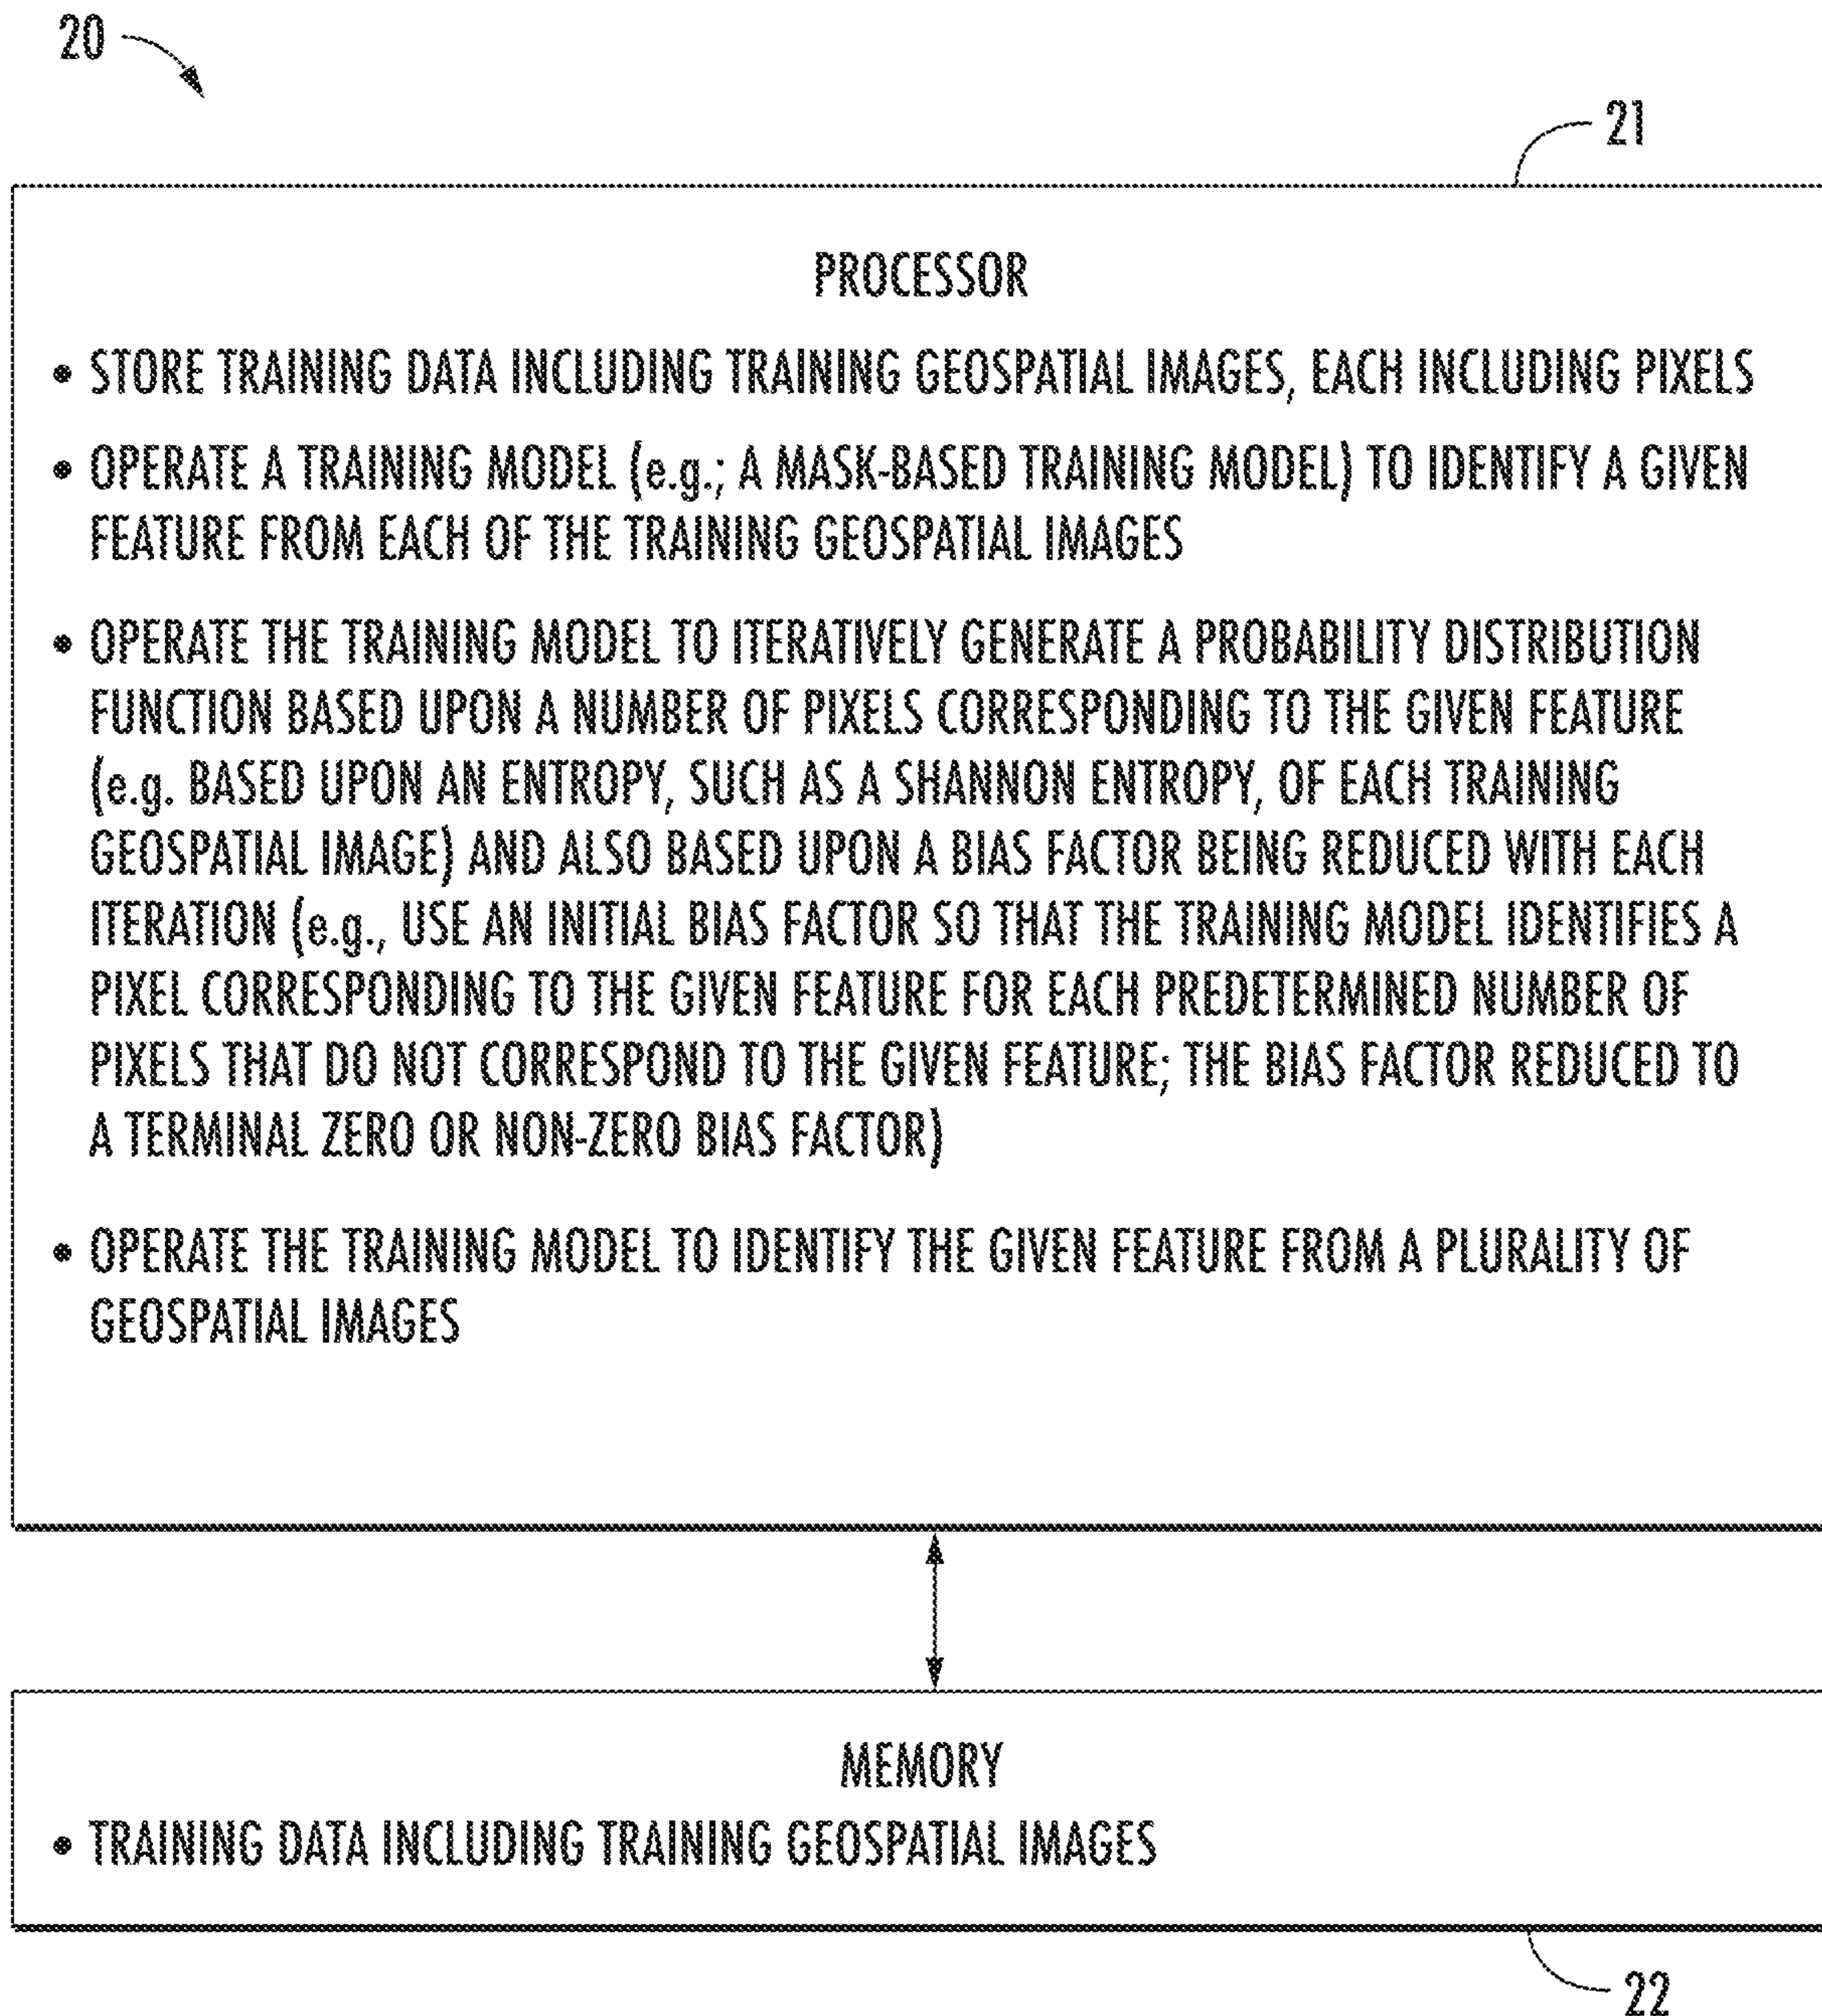 20
21
PROCESSOR
• STORE TRAINING DATA INCLUDING TRAINING GEOSPATIAL IMAGES, EACH INCLUDING PIXELS
• OPERATE A TRAINING MODEL (e.g.; A MASK-BASED TRAINING MODEL) TO IDENTIFY A GIVEN
FEATURE FROM EACH OF THE TRAINING GEOSPATIAL IMAGES
• OPERATE THE TRAINING MODEL TO ITERATIVELY GENERATE A PROBABILITY DISTRIBUTION
FUNCTION BASED UPON A NUMBER OF PIXELS CORRESPONDING TO THE GIVEN FEATURE
(e.g. BASED UPON AN ENTROPY, SUCH AS A SHANNON ENTROPY, OF EACH TRAINING
GEOSPATIAL IMAGE) AND ALSO BASED UPON A BIAS FACTOR BEING REDUCED WITH EACH
ITERATION (e.g., USE AN INITIAL BIAS FACTOR SO THAT THE TRAINING MODEL IDENTIFIES A
PIXEL CORRESPONDING TO THE GIVEN FEATURE FOR EACH PREDETERMINED NUMBER OF
PIXELS THAT DO NOT CORRESPOND TO THE GIVEN FEATURE; THE BIAS FACTOR REDUCED TO
A TERMINAL ZERO OR NON-ZERO BIAS FACTOR)
• OPERATE THE TRAINING MODEL TO IDENTIFY THE GIVEN FEATURE FROM A PLURALITY OF
GEOSPATIAL IMAGES
MEMORY
• TRAINING DATA INCLUDING TRAINING GEOSPATIAL IMAGES
22